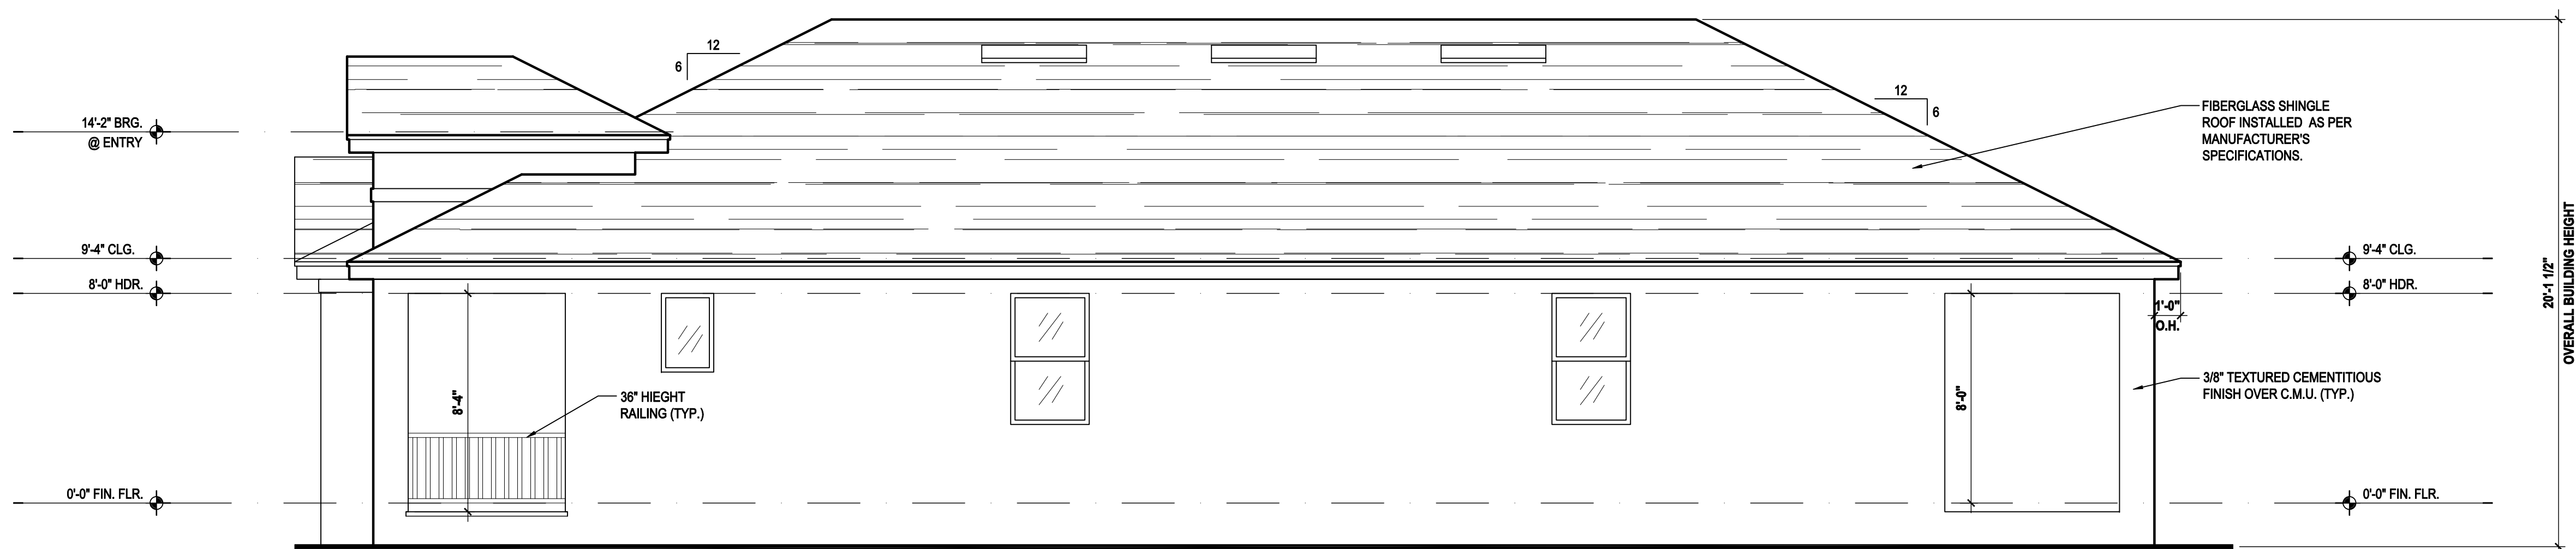 12
6
14'-2" BRG.
@ ENTRY
9'-4" CLG.
8'-0" HDR.
0'-0" FIN. FLR.
8'-4"
36" HIEGHT
RAILING (TYP.)
12
6
FIBERGLASS SHINGLE
ROOF INSTALLED AS PER
MANUFACTURER'S
SPECIFICATIONS.
9'-4" CLG.
8'-0" HDR.
1'-0"
O.H.
8'-0"
3/8" TEXTURED CEMENTITIOUS
FINISH OVER C.M.U. (TYP.)
0'-0" FIN. FLR.
20'-1 1/2"
OVERALL BUILDING HEIGHT